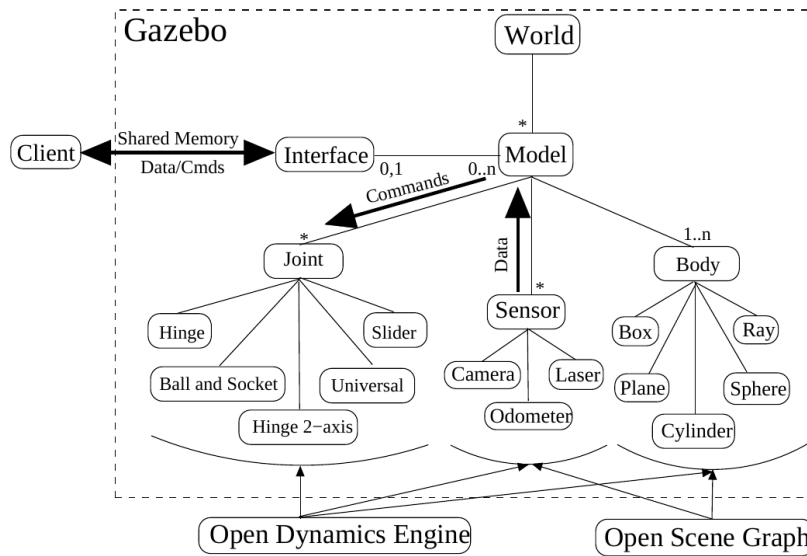 Gazebo
World
*
Client
Shared Memory
Data/Cmds
Interface
0,1
0..n
Model
Commands
Data
*
Joint
*
Sensor
1..n
Body
Hinge
Slider
Ball and Socket
Universal
Hinge 2−axis
Camera
Laser
Odometer
Box
Ray
Plane
Sphere
Cylinder
Open Dynamics Engine
Open Scene Graph